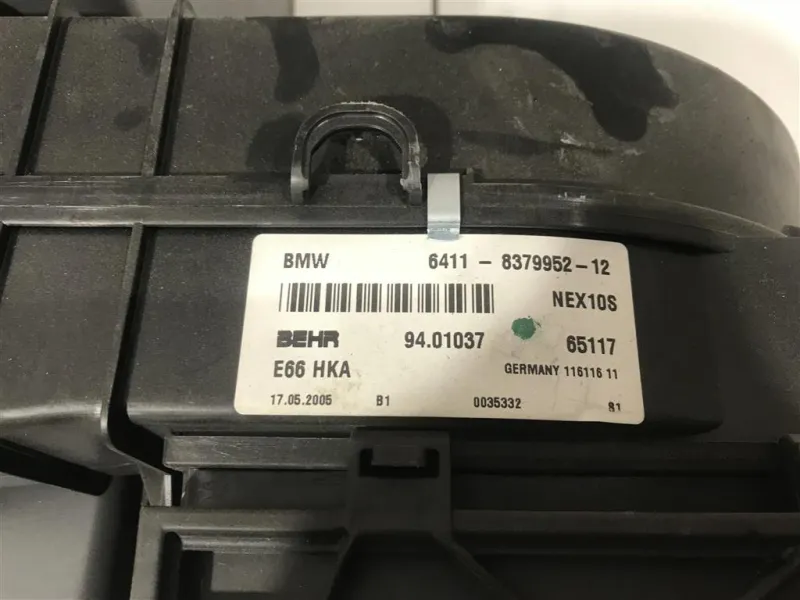 BMW 6411 - 8379952-12
NEX10S
BEHR 94.01037 65117
E66 HKA GERMANY 116116 11
17.05.2005 B1 0035332 81